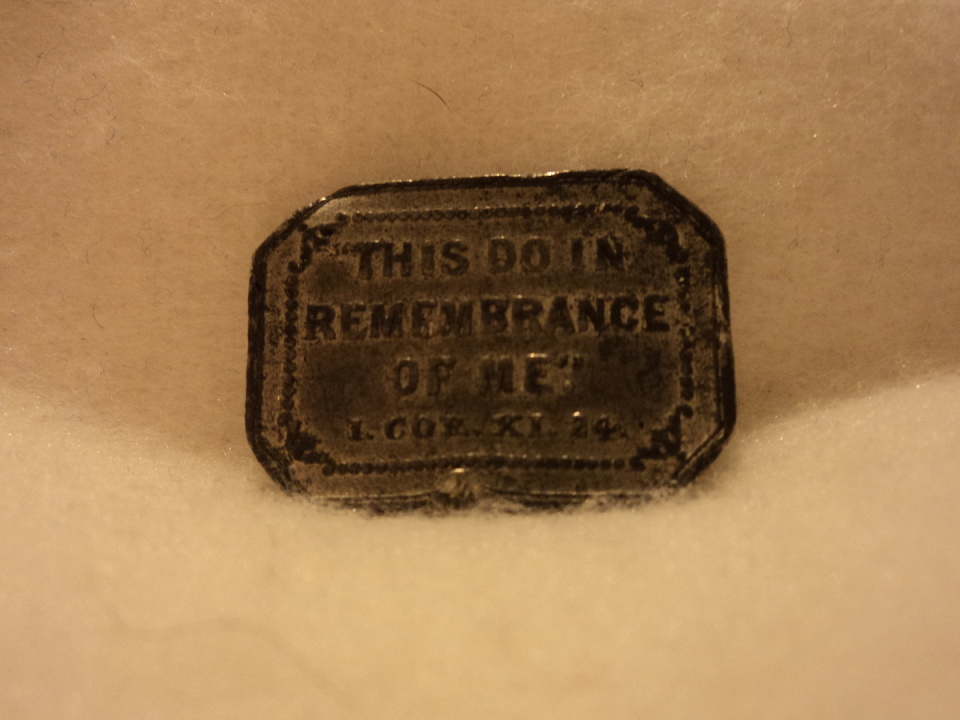 "THIS DO IN
REMEMBRANCE
OF ME"
I. COR. XI. 24.